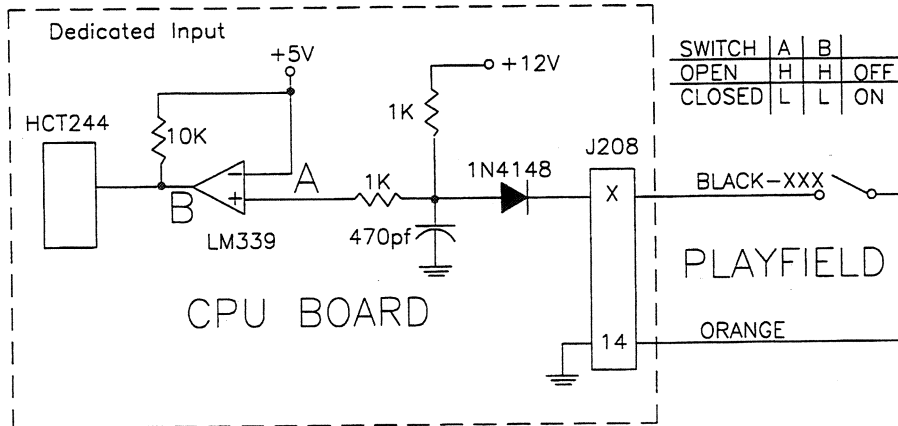 Dedicated Input
+5V
+12V
SWITCH A B
OPEN H H OFF
CLOSED L L ON
1K
HCT244
10K
J208
1N4148
A
1K
BLACK-XXX
X
−
+
B
LM339
470pf
PLAYFIELD
CPU BOARD
ORANGE
14